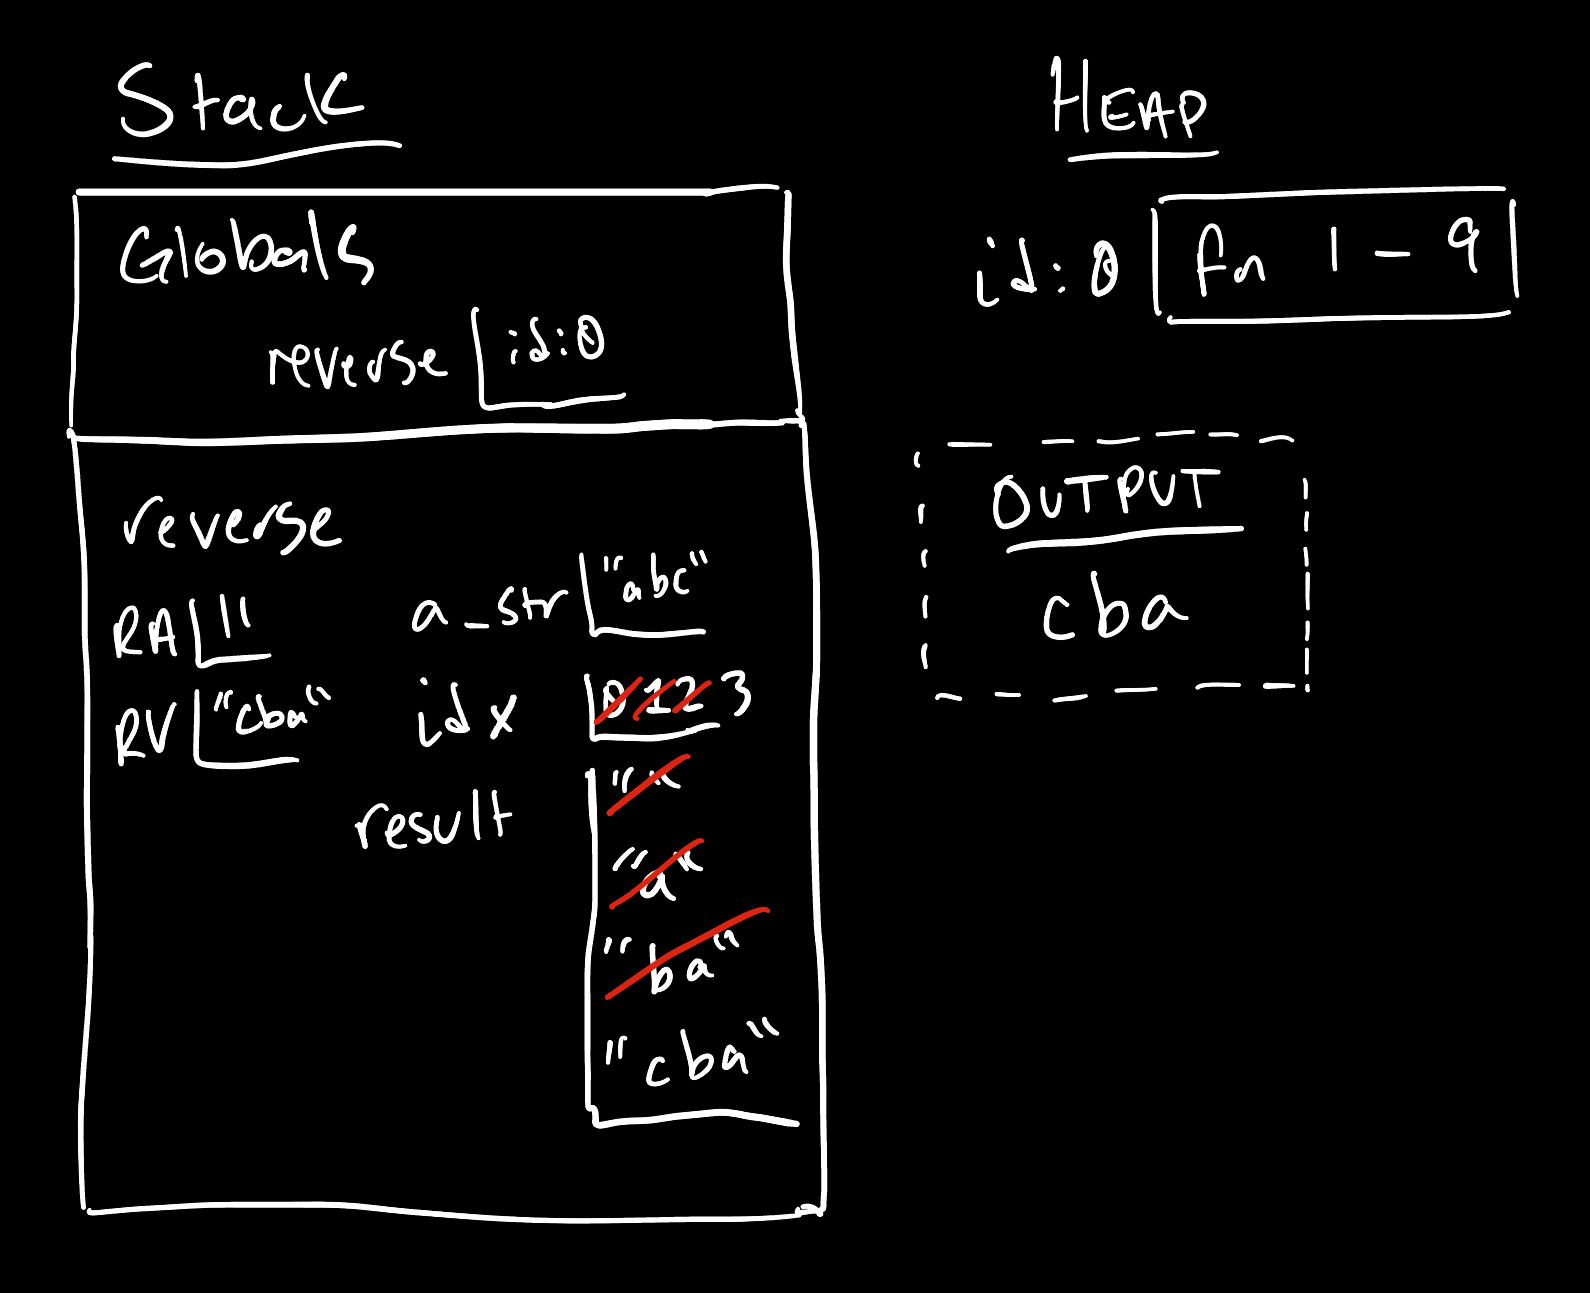 Stack
Globals
reverse id:0
reverse
RA 11
a_str "abc"
RV "cba"
idx 0 1 2 3
result ""
"a"
"ba"
"cba"
HEAP
id:0 fn 1 - 9
OUTPUT
cba